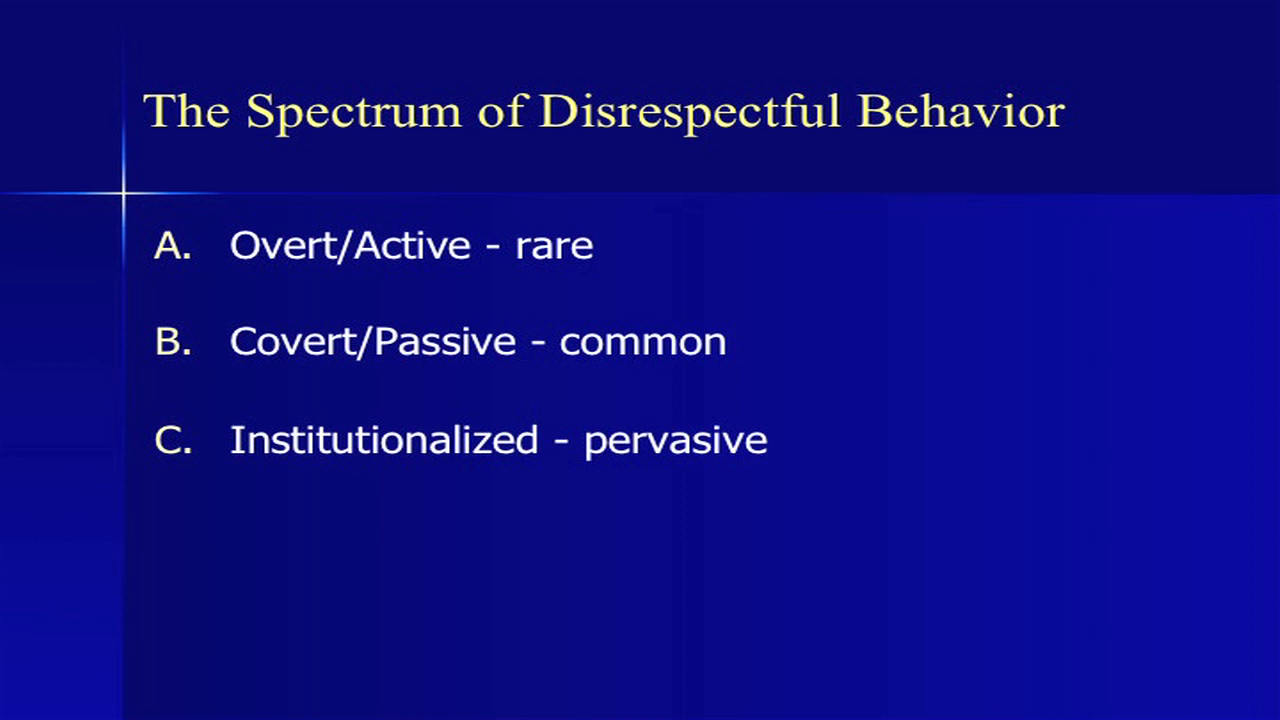 The Spectrum of Disrespectful Behavior
A. Overt/Active - rare
B. Covert/Passive - common
C. Institutionalized - pervasive